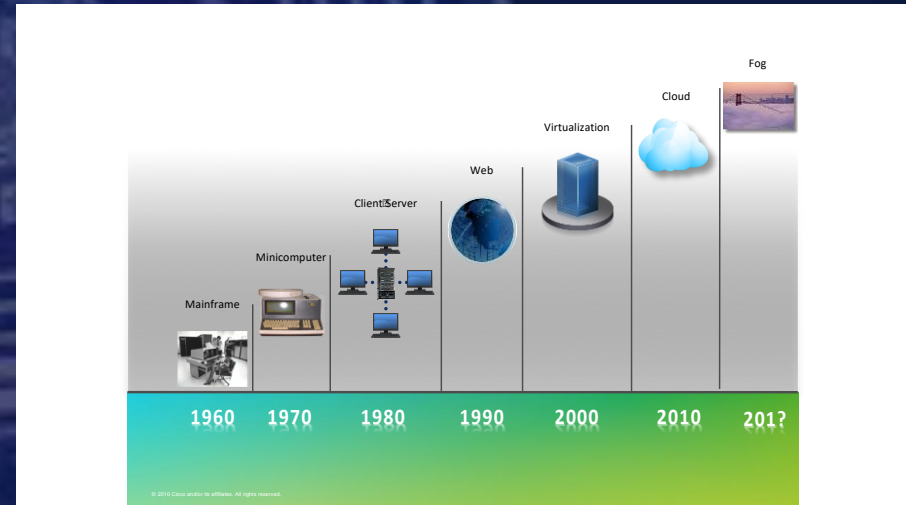 Fog
Cloud
Virtualization
Web
Client Server
Minicomputer
Mainframe
1960 1970 1980 1990 2000 2010 201?
© 2010 Cisco and/or its affiliates. All rights reserved.